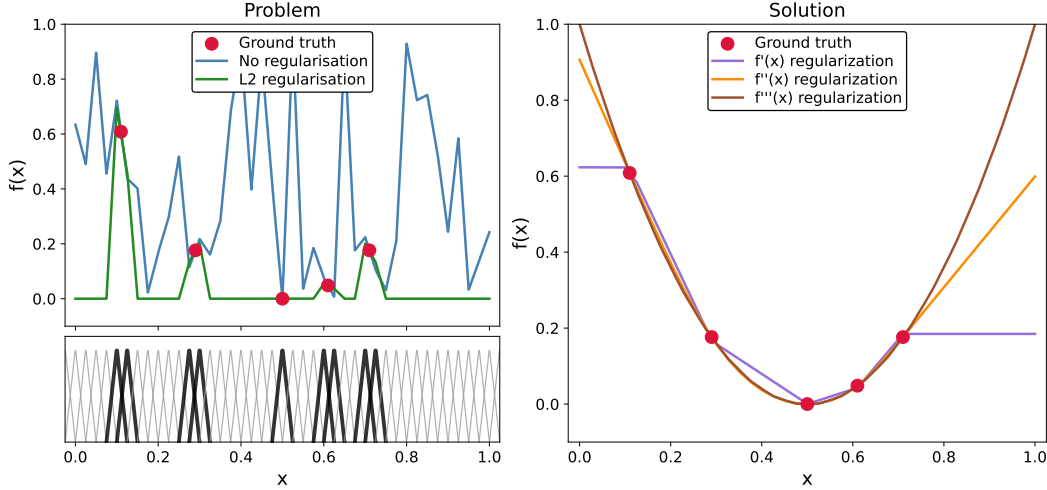 Problem
1.0
0.8
0.6
0.4
0.2
0.0
f(x)
Ground truth
No regularisation
L2 regularisation
0.0
0.2
0.4
0.6
0.8
1.0
x
Solution
1.0
0.8
0.6
0.4
0.2
0.0
f(x)
Ground truth
f'(x) regularization
f''(x) regularization
f'''(x) regularization
0.0
0.2
0.4
0.6
0.8
1.0
x